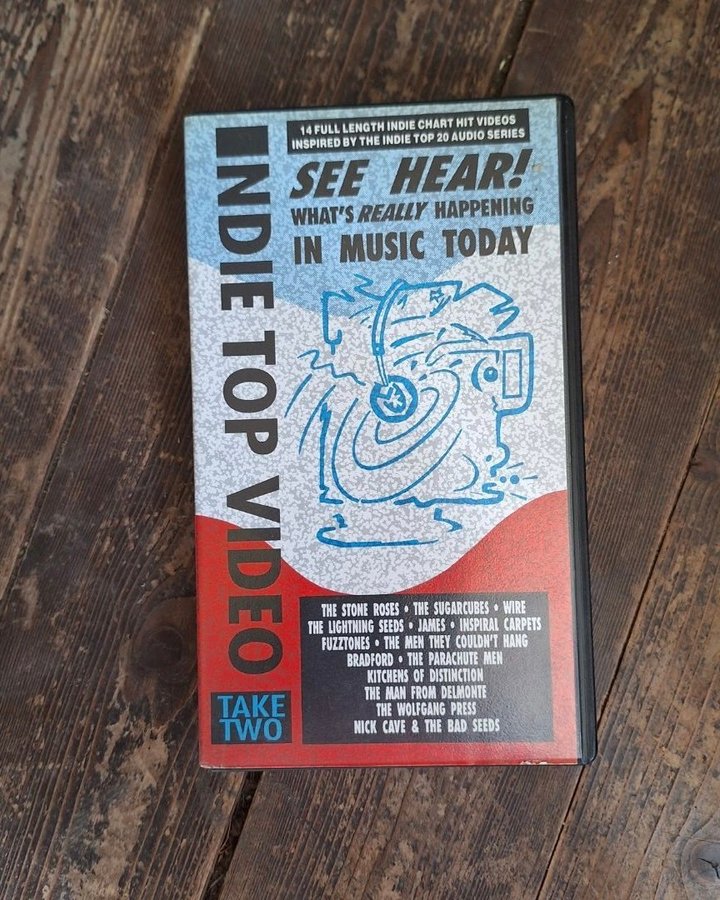 14 FULL LENGTH INDIE CHART HIT VIDEOS
INSPIRED BY THE INDIE TOP 20 AUDIO SERIES
SEE HEAR!
WHAT'S REALLY HAPPENING
IN MUSIC TODAY
INDIE TOP VIDEO
TAKE
TWO
THE STONE ROSES • THE SUGARCUBES • WIRE
THE LIGHTNING SEEDS • JAMES • INSPIRAL CARPETS
FUZZTONES • THE MEN THEY COULDN'T HANG
BRADFORD • THE PARACHUTE MEN
KITCHENS OF DISTINCTION
THE MAN FROM DELMONTE
THE WOLFGANG PRESS
NICK CAVE & THE BAD SEEDS